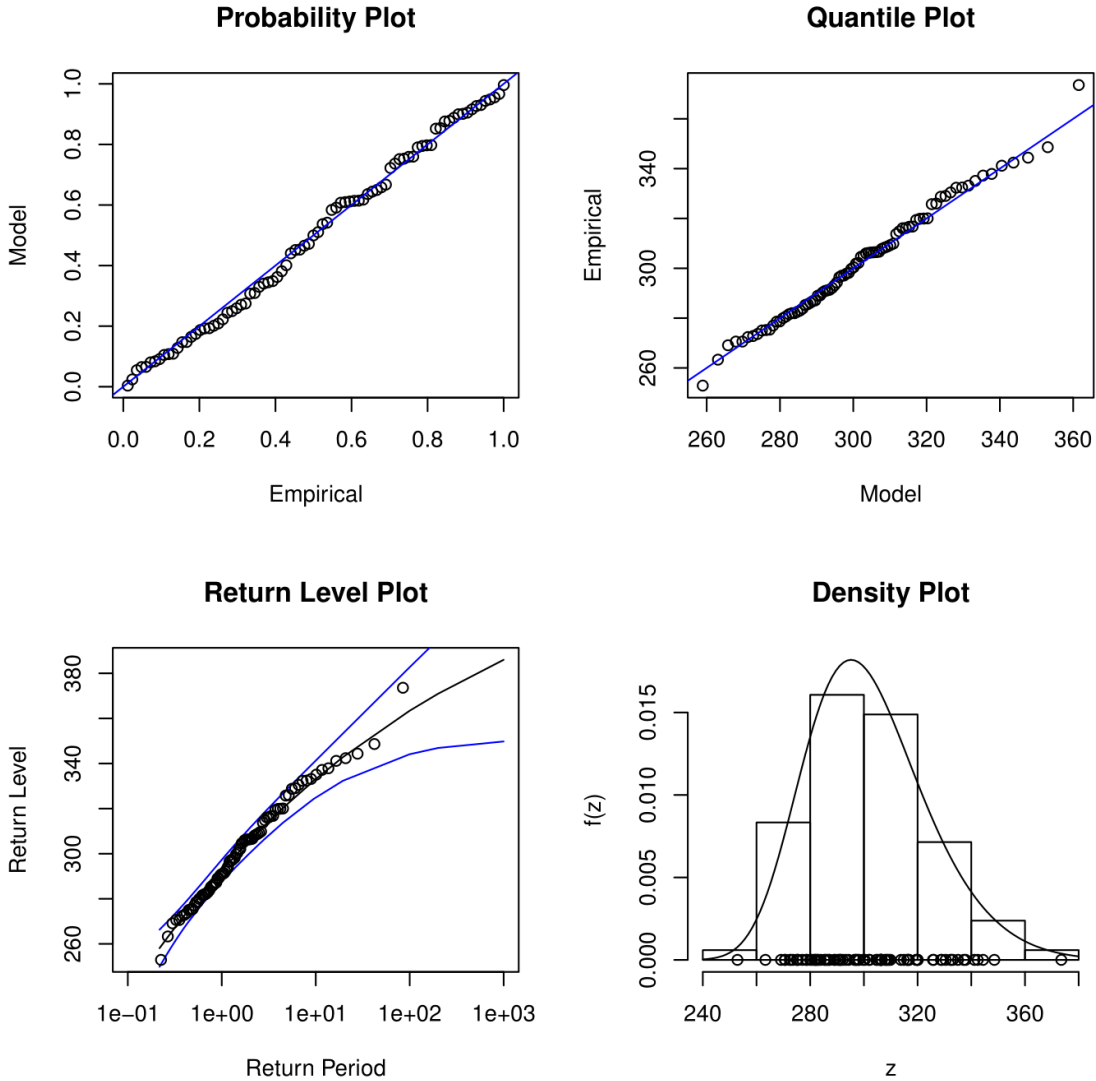 Probability Plot
Model
0.0 0.2 0.4 0.6 0.8 1.0
0.0 0.2 0.4 0.6 0.8 1.0
Empirical
Quantile Plot
Empirical
260 300 340
260 280 300 320 340 360
Model
Return Level Plot
Return Level
260 300 340 380
1e−01 1e+00 1e+01 1e+02 1e+03
Return Period
Density Plot
f(z)
0.000 0.005 0.010 0.015
240 280 320 360
z